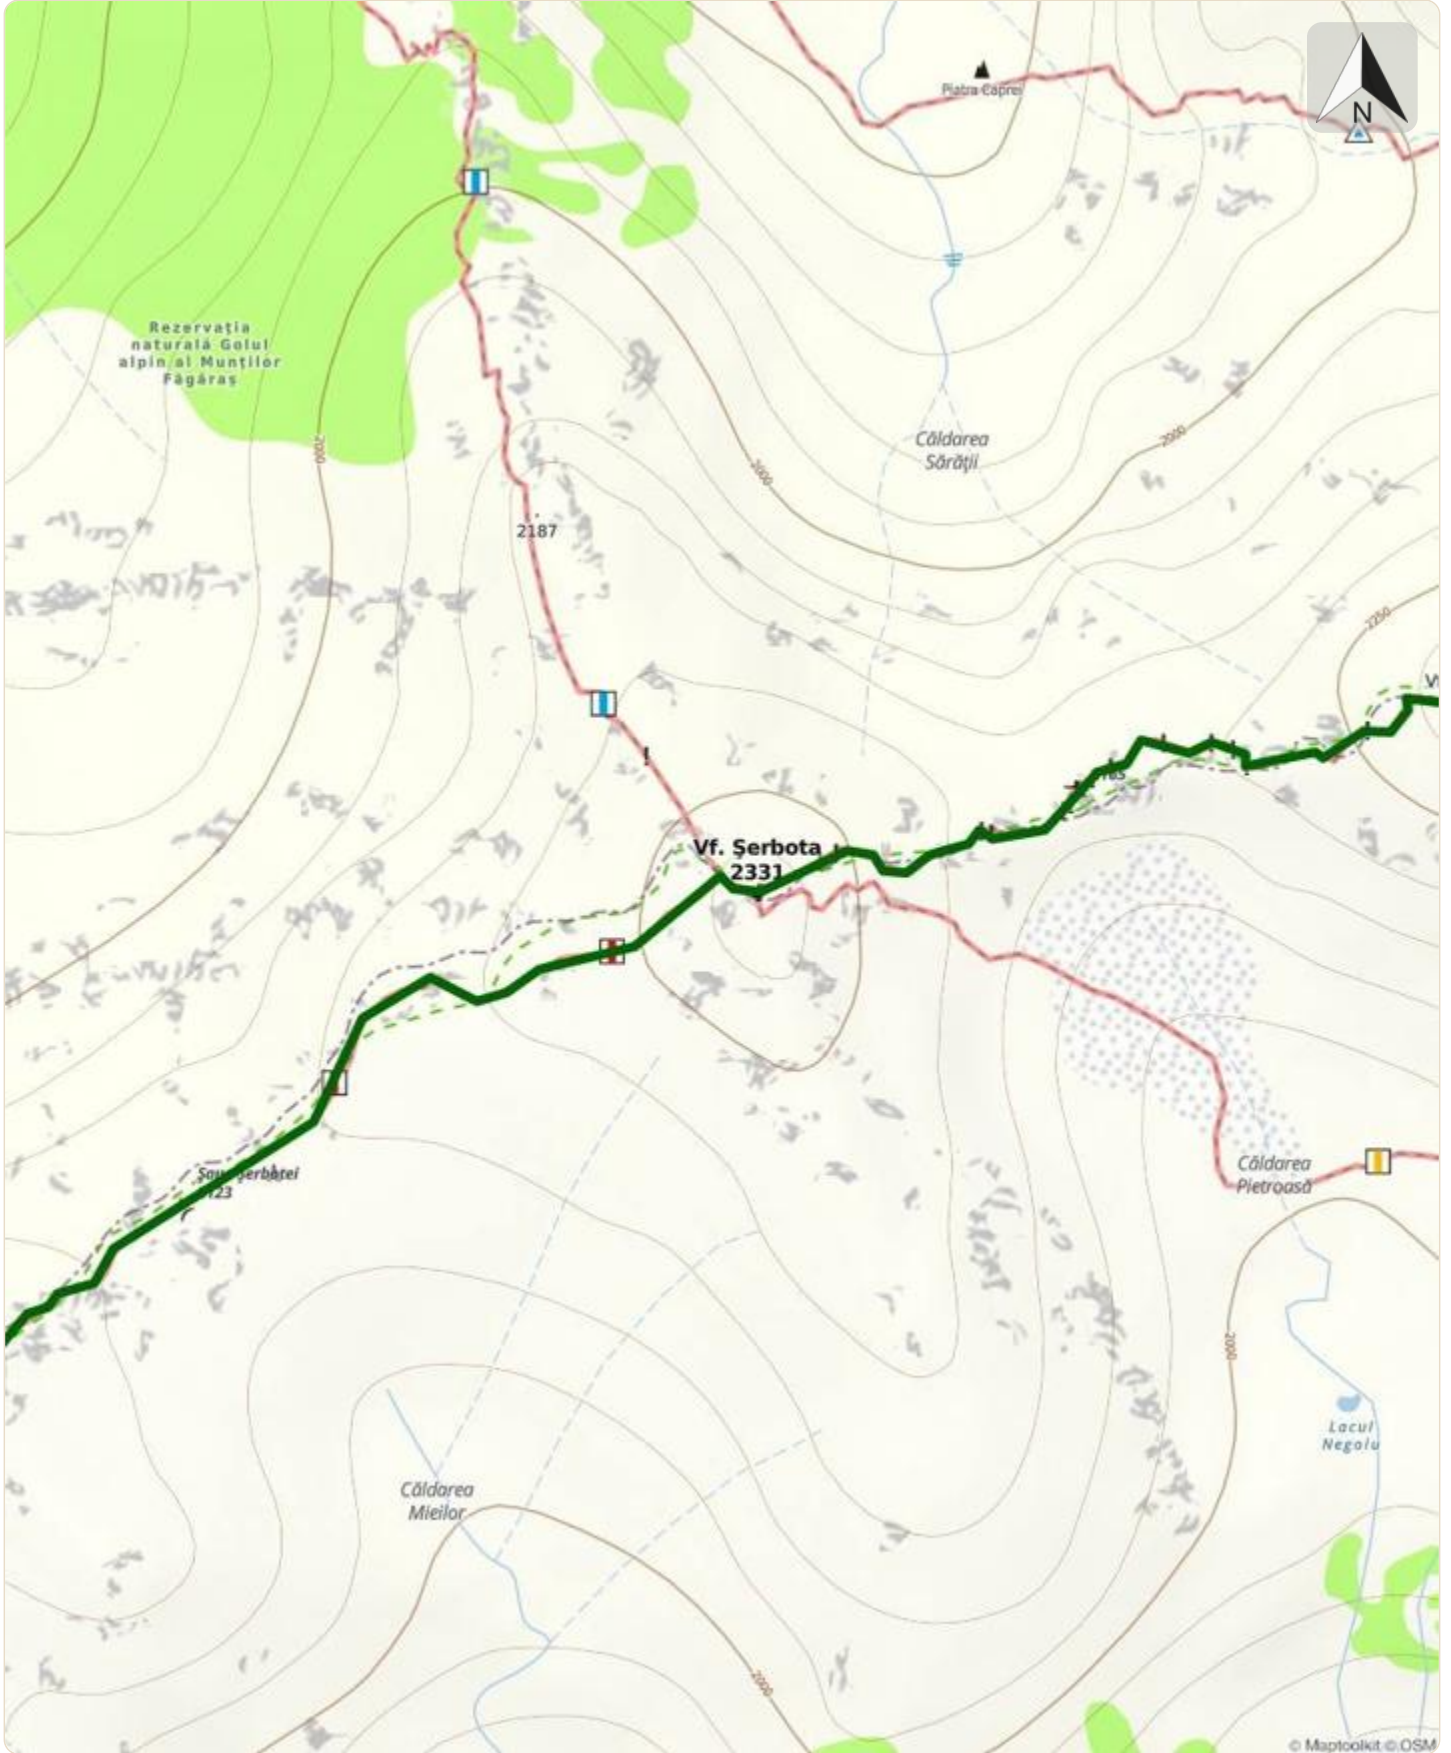 N
Piatra Caprei
Rezervația
naturală Golul
alpin al Munților
Făgăraș
2000
Căldarea
Sărății
2000
2000
2187
2250
Vf. Șerbota
2331
Căldarea
Pietroasă
2000
Lacul
Negoiu
Căldarea
Mieilor
2000
© Maptoolkit © OSM